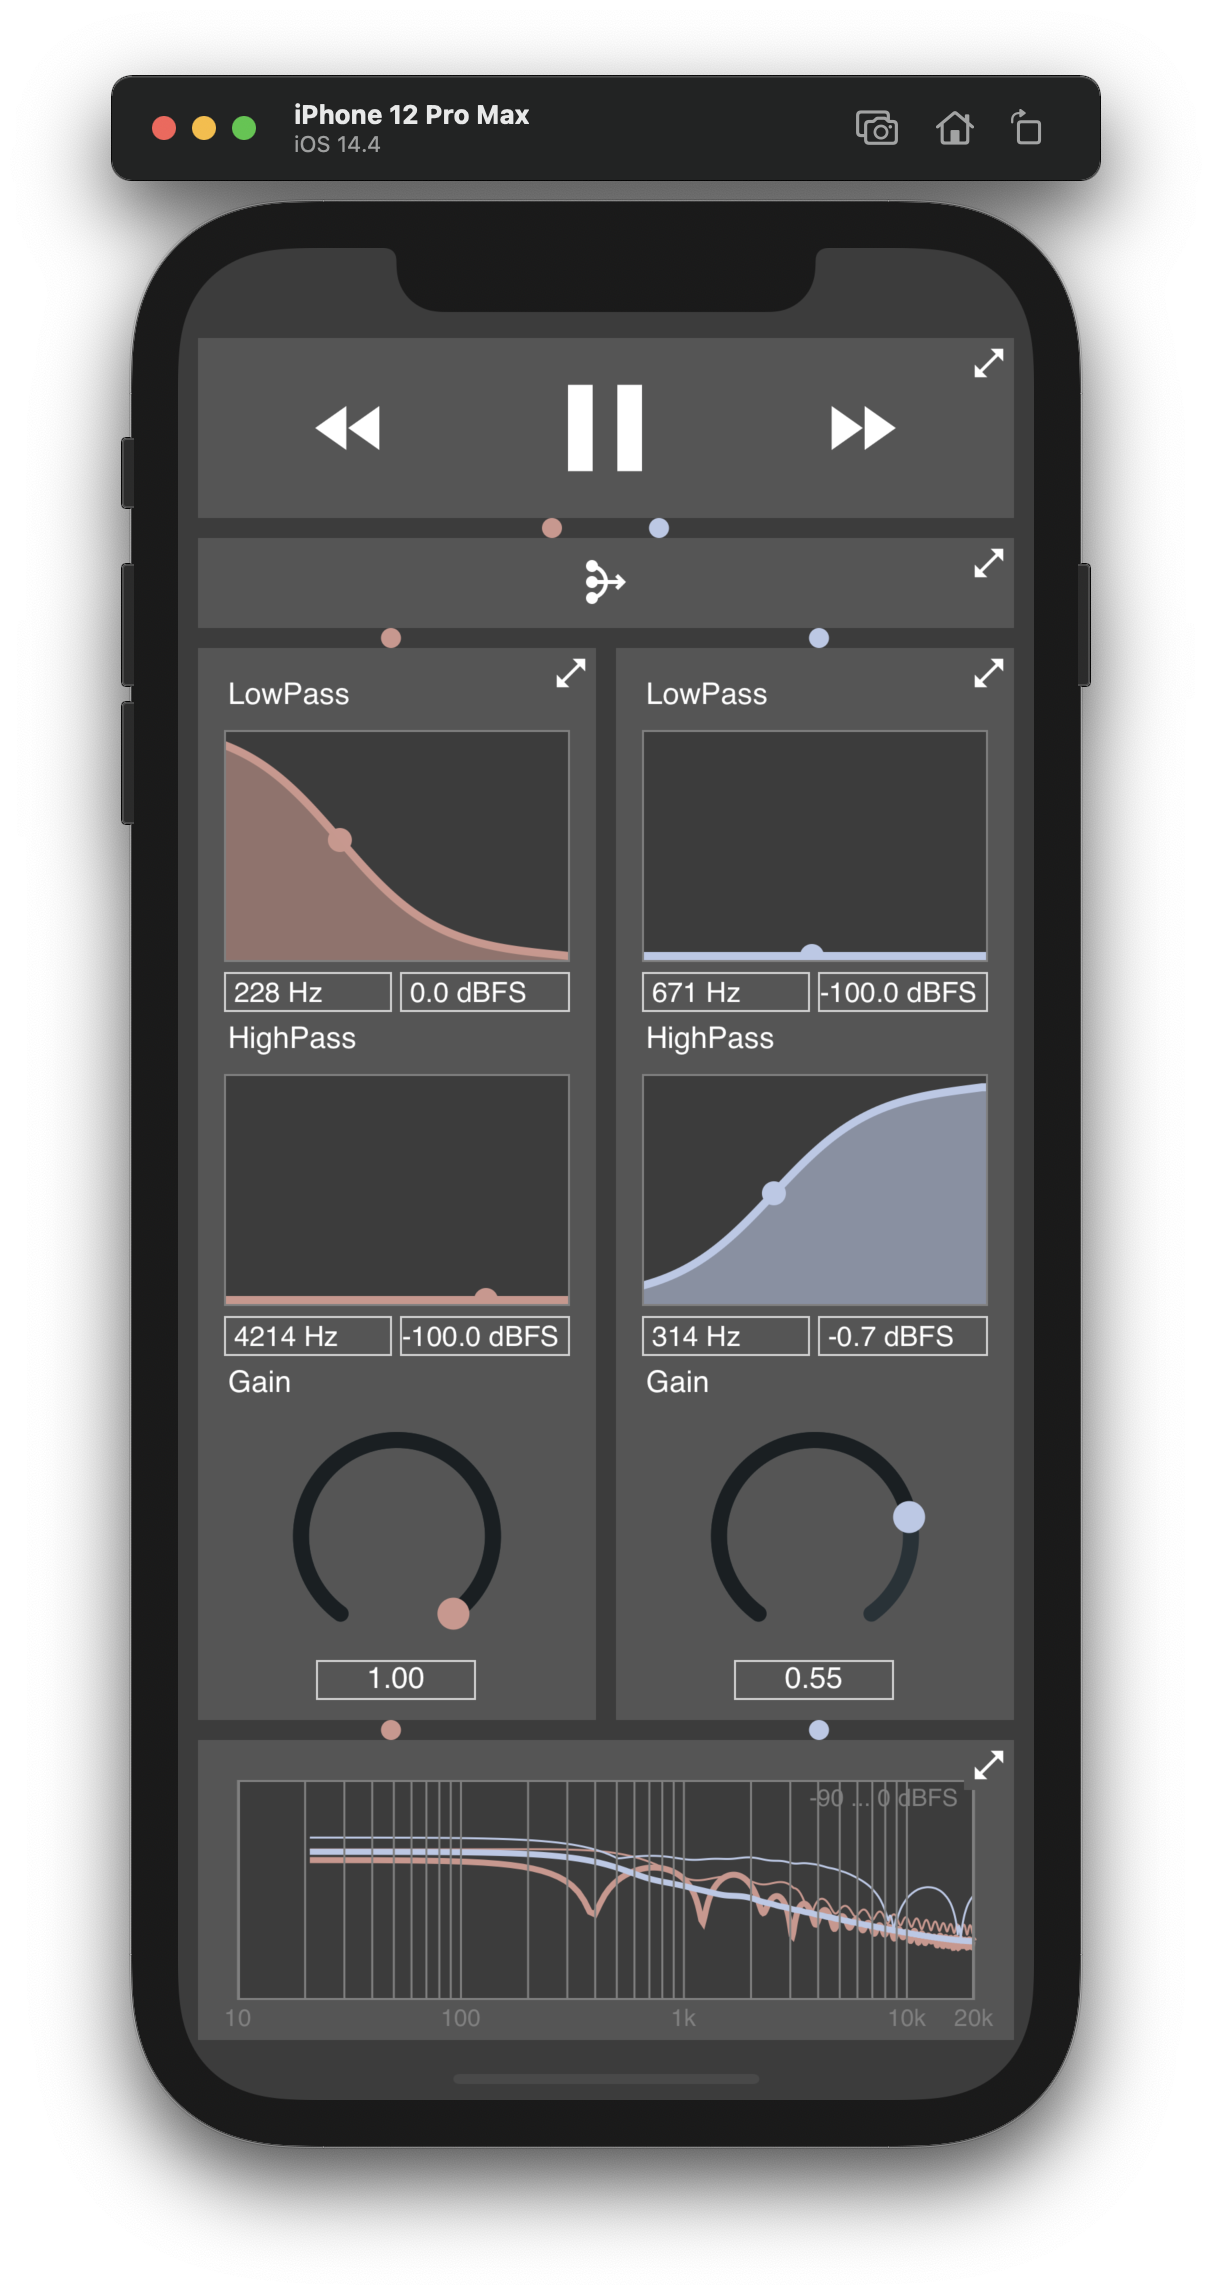 iPhone 12 Pro Max
iOS 14.4
LowPass
228 Hz
0.0 dBFS
HighPass
4214 Hz
-100.0 dBFS
Gain
1.00
LowPass
671 Hz
-100.0 dBFS
HighPass
314 Hz
-0.7 dBFS
Gain
0.55
-90 ... 0 dBFS
10 100 1k 10k 20k